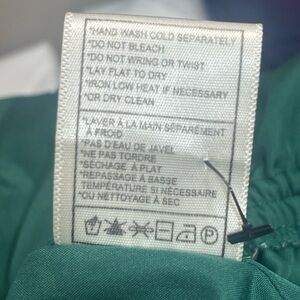 *HAND WASH COLD SEPARATELY
*DO NOT BLEACH
*DO NOT WRING OR TWIST
*LAY FLAT TO DRY
*IRON LOW HEAT IF NECESSARY
*OR DRY CLEAN
*LAVER À LA MAIN SÉPARÉMENT
À FROID
*PAS D'EAU DE JAVEL
*NE PAS TORDRE
*SÉCHAGE À PLAT
*REPASSAGE À BASSE
TEMPÉRATURE SI NÉCESSAIRE
*OU NETTOYAGE À SEC
P